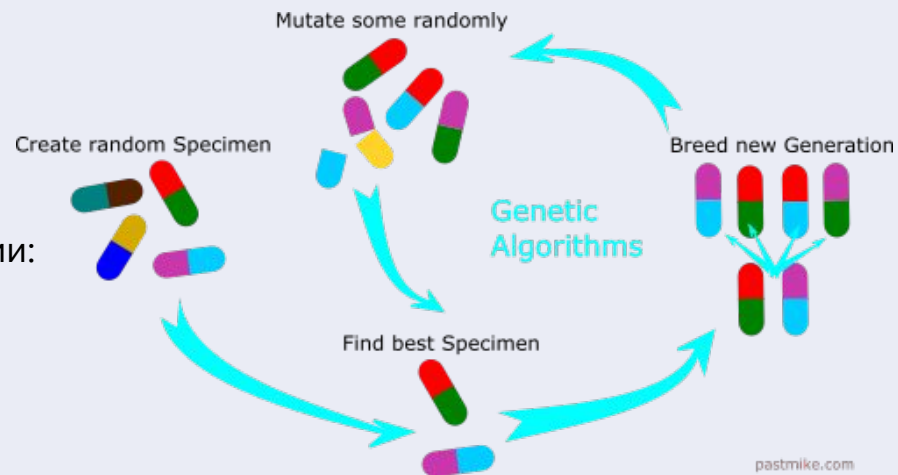 Mutate some randomly
Create random Specimen
Breed new Generation
Genetic
Algorithms
ии:
Find best Specimen
pastmike.com